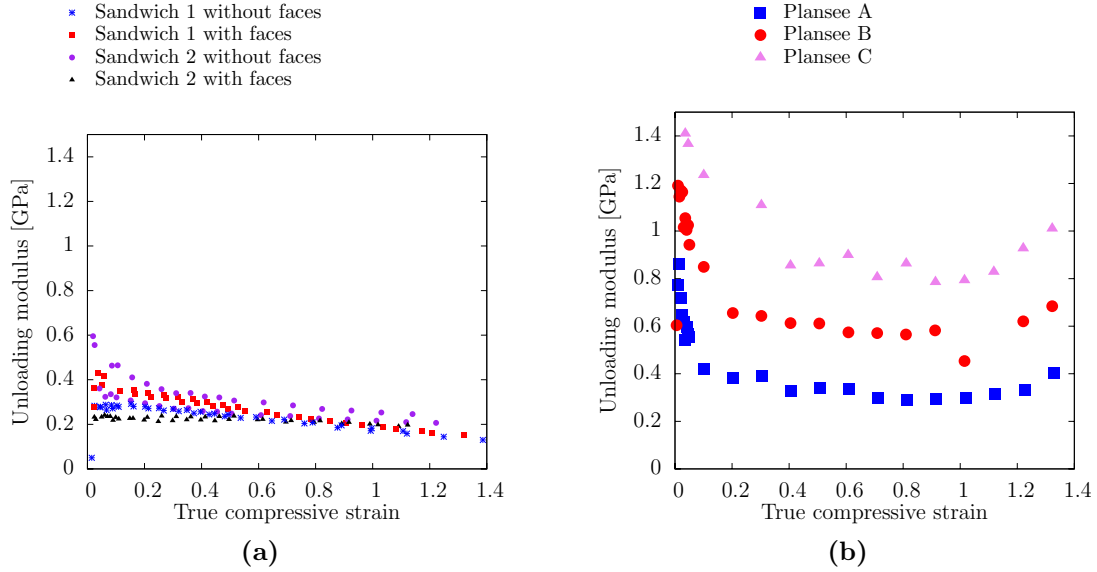 Sandwich 1 without faces
Sandwich 1 with faces
Sandwich 2 without faces
Sandwich 2 with faces
Unloading modulus [GPa]
1.4
1.2
1
0.8
0.6
0.4
0.2
0
0 0.2 0.4 0.6 0.8 1 1.2 1.4
True compressive strain
(a)
Plansee A
Plansee B
Plansee C
Unloading modulus [GPa]
1.4
1.2
1
0.8
0.6
0.4
0.2
0
0 0.2 0.4 0.6 0.8 1 1.2 1.4
True compressive strain
(b)